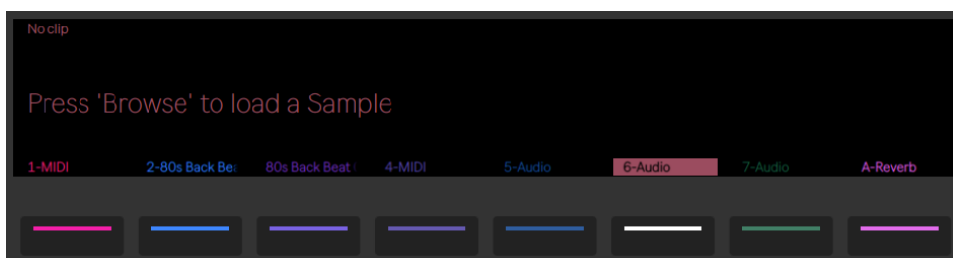 No clip
Press 'Browse' to load a Sample
1-MIDI 2-80s Back Be 80s Back Beat 4-MIDI 5-Audio 6-Audio 7-Audio A-Reverb